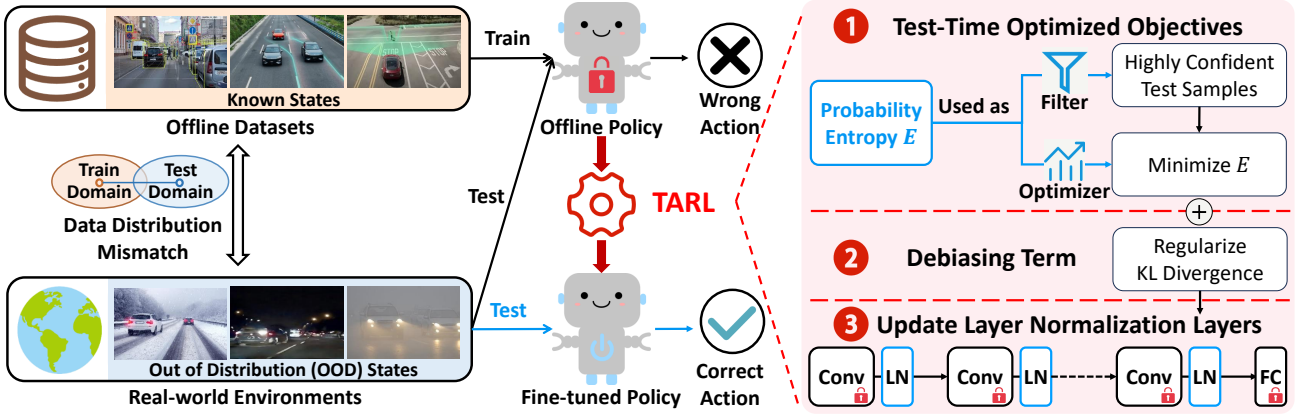 Known States
Offline Datasets
Train
Domain
Test
Domain
Data Distribution
Mismatch
Out of Distribution (OOD) States
Real-world Environments
Train
Test
Test
Offline Policy
Wrong
Action
TARL
Fine-tuned Policy
Correct
Action
1 Test-Time Optimized Objectives
Probability
Entropy E
Used as
Filter
Optimizer
Highly Confident
Test Samples
Minimize E
+
2 Debiasing Term
Regularize
KL Divergence
3 Update Layer Normalization Layers
Conv LN Conv LN Conv LN FC